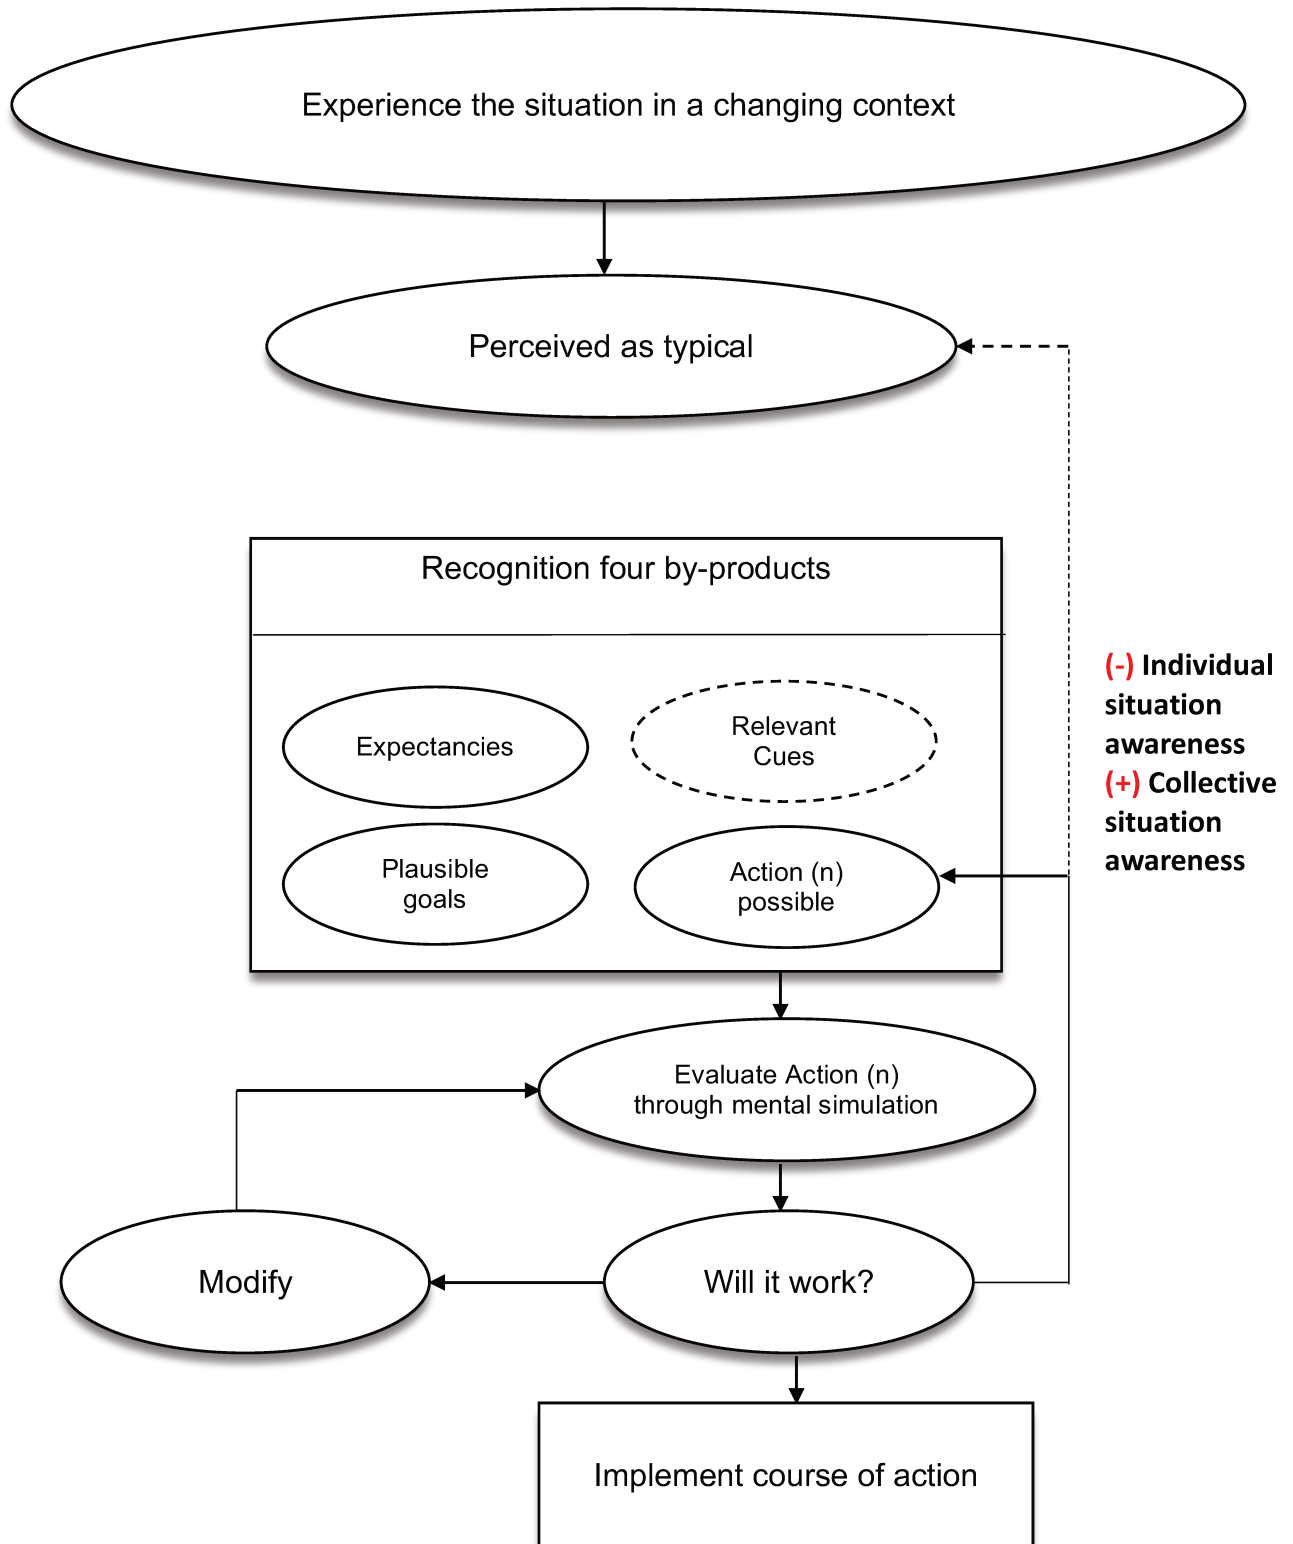 Experience the situation in a changing context
Perceived as typical
Recognition four by-products
Expectancies
Relevant
Cues
Plausible
goals
Action (n)
possible
(-) Individual
situation
awareness
(+) Collective
situation
awareness
Evaluate Action (n)
through mental simulation
Modify
Will it work?
Implement course of action